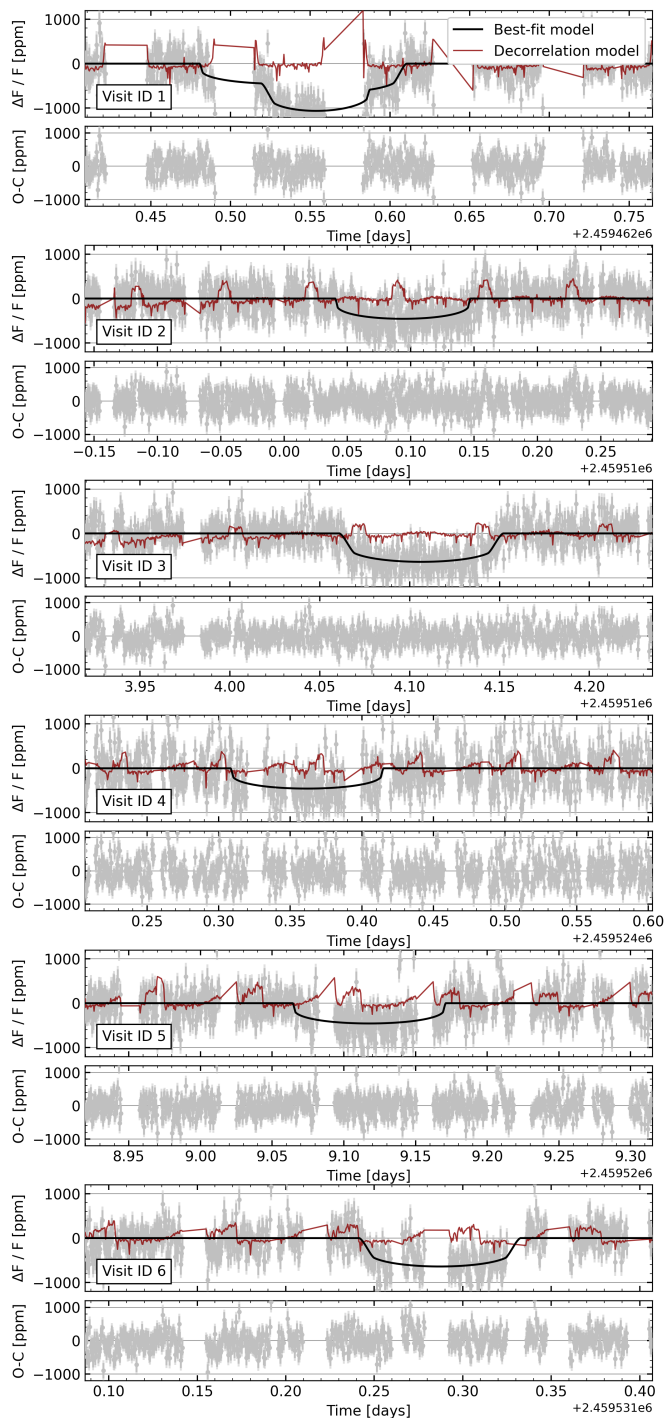 Best-fit model
Decorrelation model
1000
0
−1000
ΔF / F [ppm]
Visit ID 1
1000
0
−1000
O-C [ppm]
0.45 0.50 0.55 0.60 0.65 0.70 0.75
Time [days]
+2.459462e6
1000
0
−1000
ΔF / F [ppm]
Visit ID 2
1000
0
−1000
O-C [ppm]
−0.15 −0.10 −0.05 0.00 0.05 0.10 0.15 0.20 0.25
Time [days]
+2.45951e6
1000
0
−1000
ΔF / F [ppm]
Visit ID 3
1000
0
−1000
O-C [ppm]
3.95 4.00 4.05 4.10 4.15 4.20
Time [days]
+2.45951e6
1000
0
−1000
ΔF / F [ppm]
Visit ID 4
1000
0
−1000
O-C [ppm]
0.25 0.30 0.35 0.40 0.45 0.50 0.55 0.60
Time [days]
+2.459524e6
1000
0
−1000
ΔF / F [ppm]
Visit ID 5
1000
0
−1000
O-C [ppm]
8.95 9.00 9.05 9.10 9.15 9.20 9.25 9.30
Time [days]
+2.45952e6
1000
0
−1000
ΔF / F [ppm]
Visit ID 6
1000
0
−1000
O-C [ppm]
0.10 0.15 0.20 0.25 0.30 0.35 0.40
Time [days]
+2.459531e6